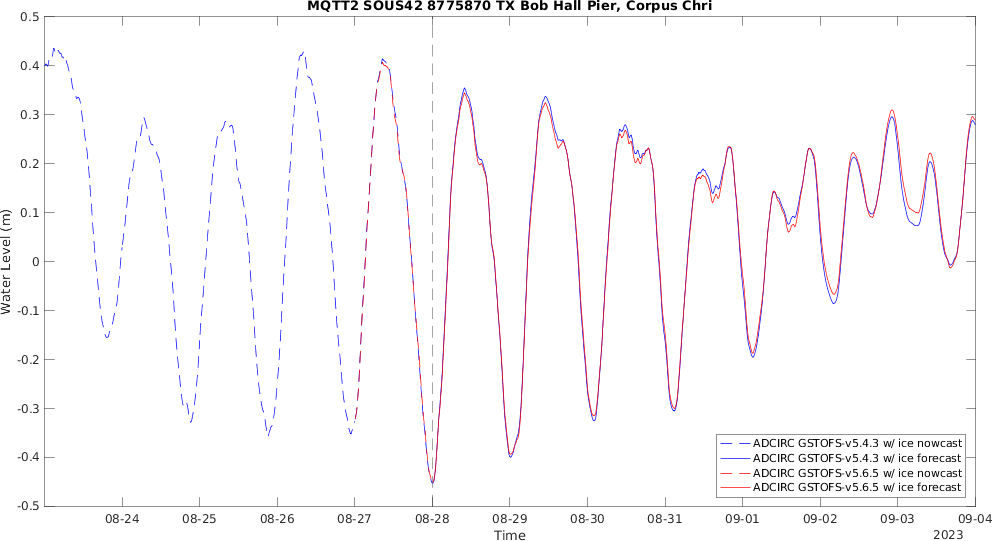 MQTT2 SOUS42 8775870 TX Bob Hall Pier, Corpus Chri
0.5
0.4
0.3
0.2
0.1
0
-0.1
-0.2
-0.3
-0.4
-0.5
Water Level (m)
ADCIRC GSTOFS-v5.4.3 w/ ice nowcast
ADCIRC GSTOFS-v5.4.3 w/ ice forecast
ADCIRC GSTOFS-v5.6.5 w/ ice nowcast
ADCIRC GSTOFS-v5.6.5 w/ ice forecast
08-24 08-25 08-26 08-27 08-28 08-29 08-30 08-31 09-01 09-02 09-03 09-04
Time
2023